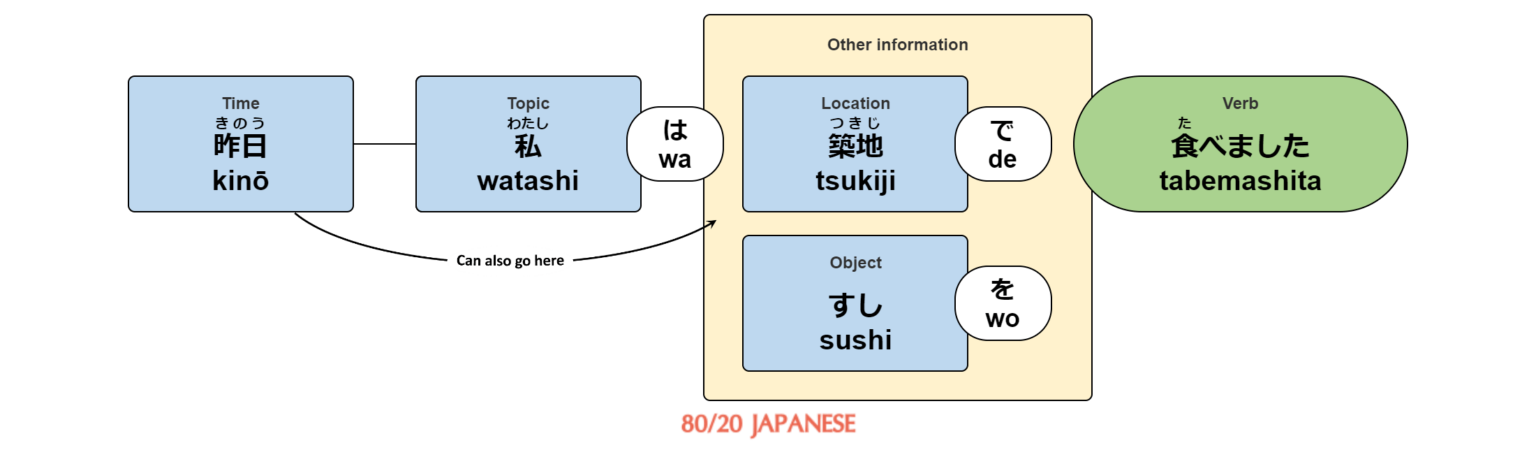 Time
きのう
昨日
kinō
Topic
わたし
私
watashi
は
wa
Other information
Location
つきじ
築地
tsukiji
で
de
Object
すし
sushi
を
wo
Verb
た
食べました
tabemashita
Can also go here
80/20 JAPANESE